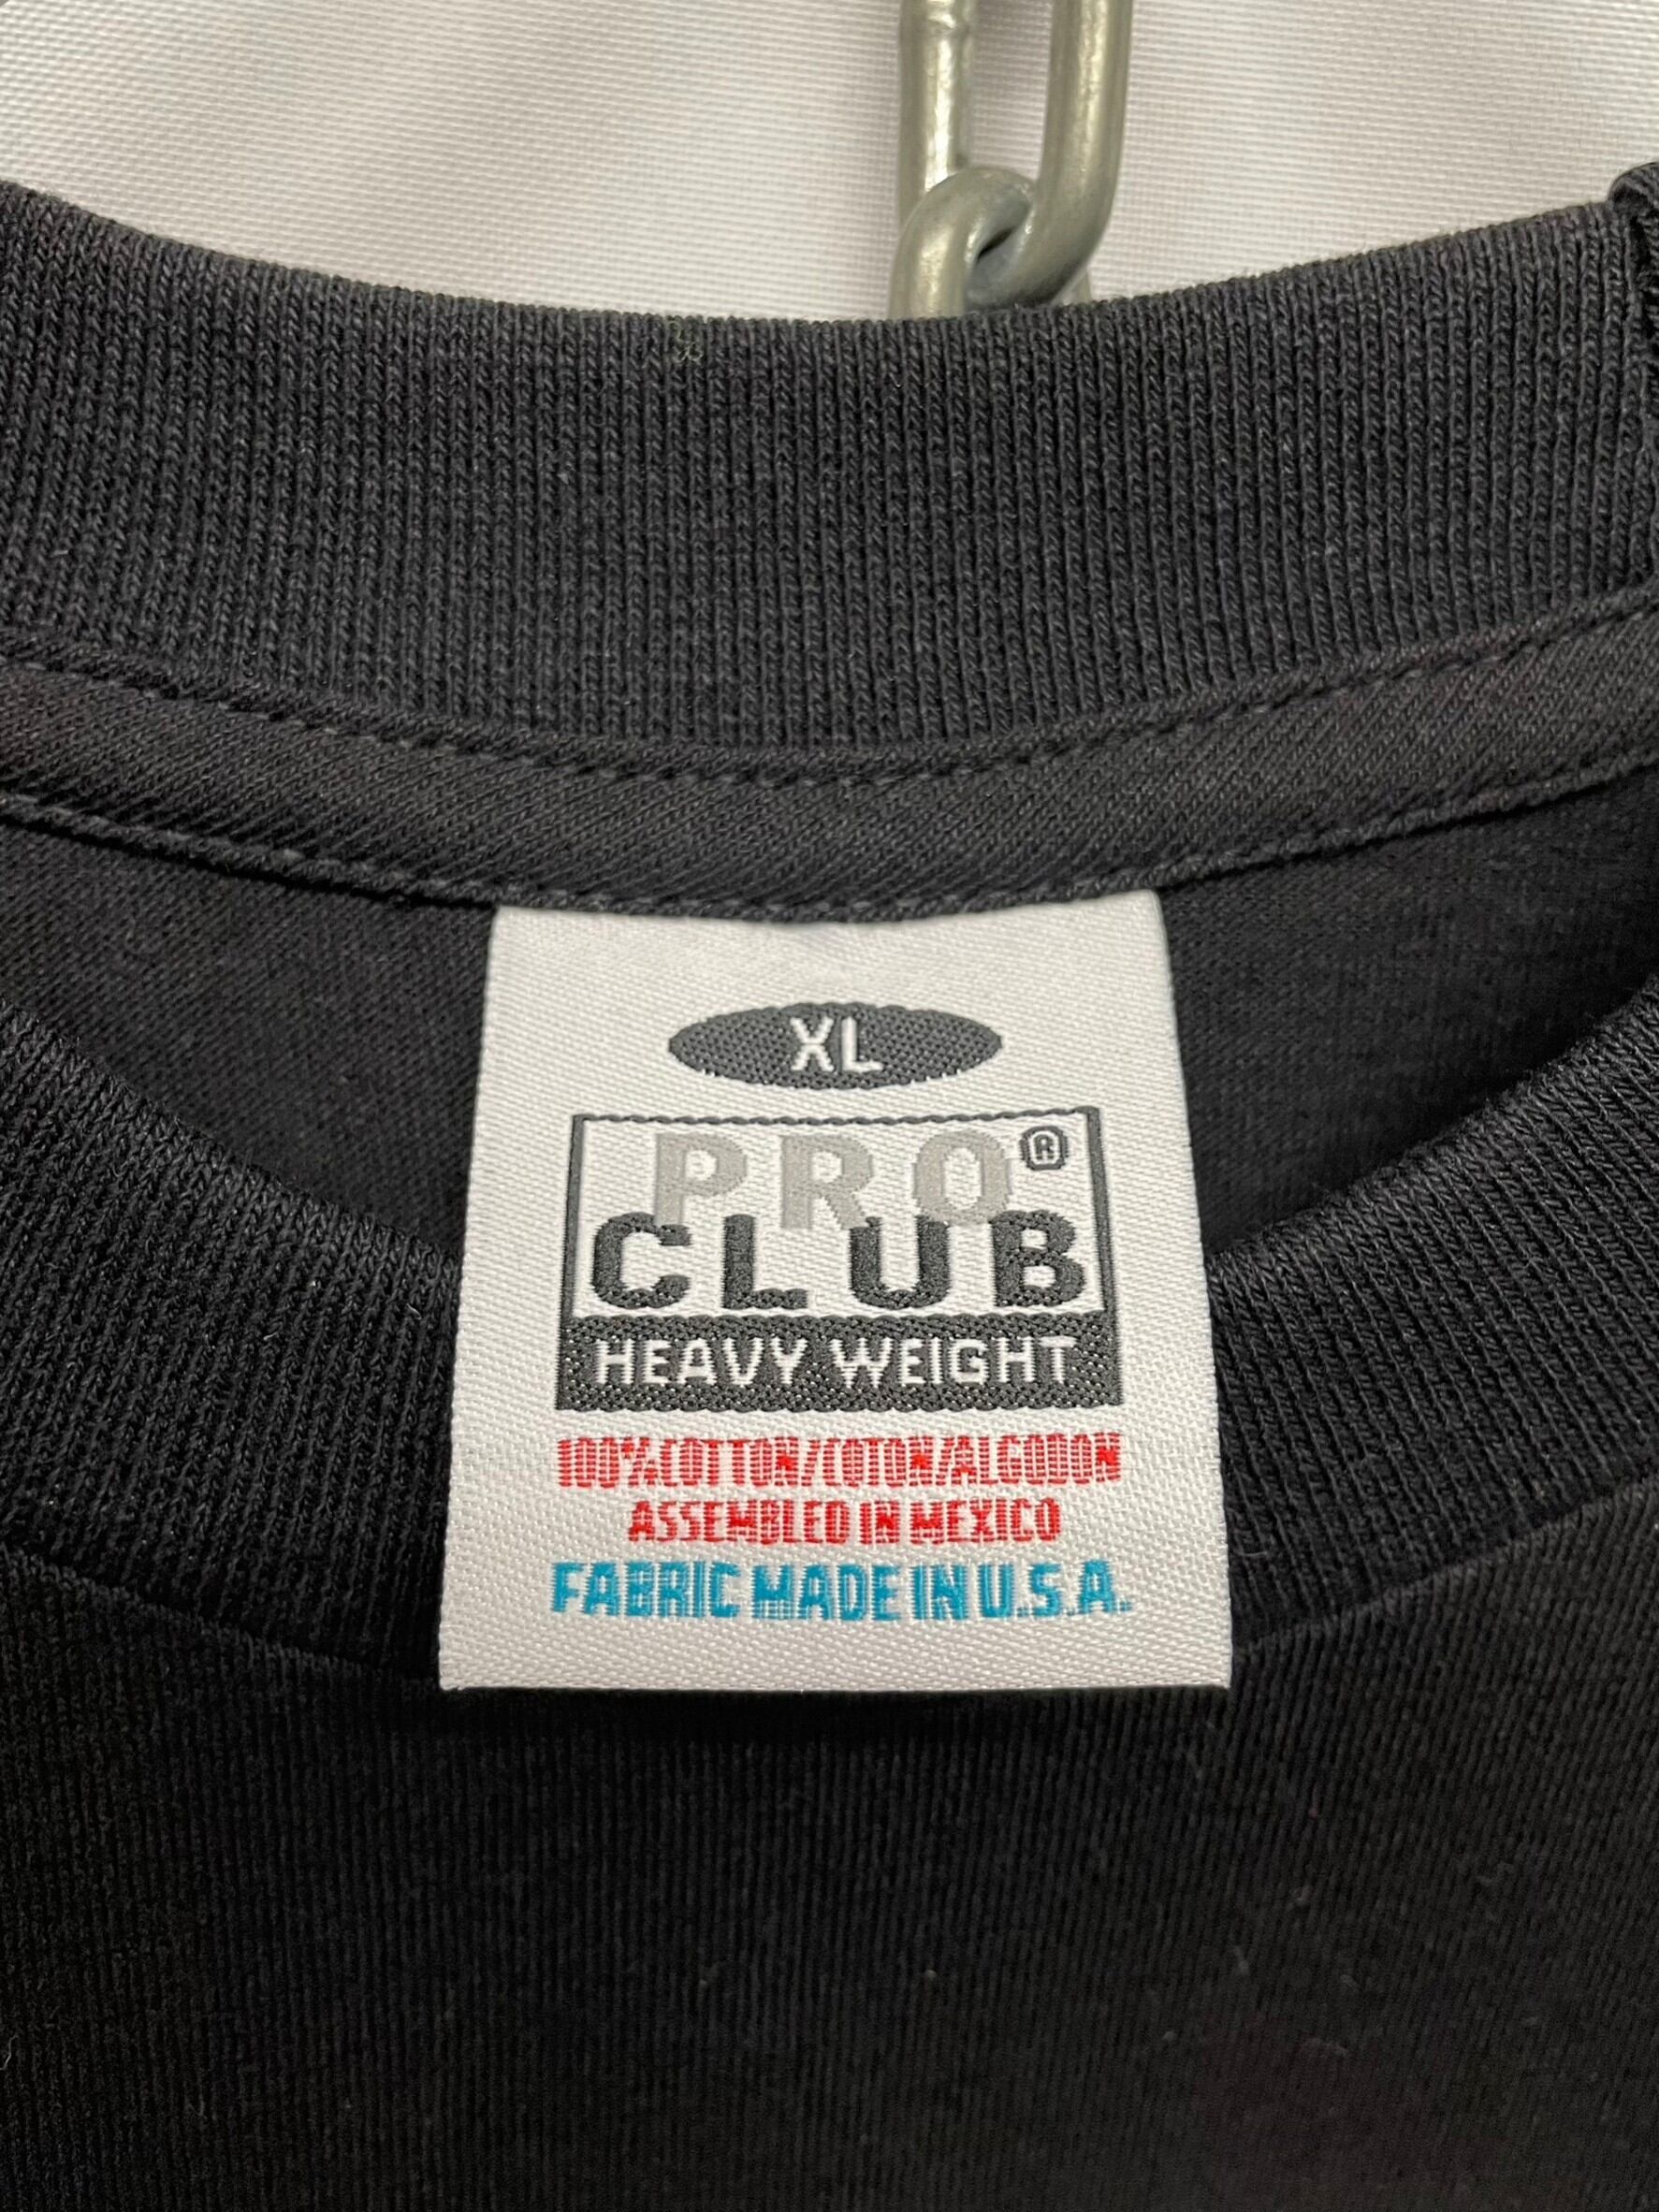 XL
PRO®
CLUB
HEAVY WEIGHT
100% COTTON/COTON/ALGODON
ASSEMBLED IN MEXICO
FABRIC MADE IN U.S.A.